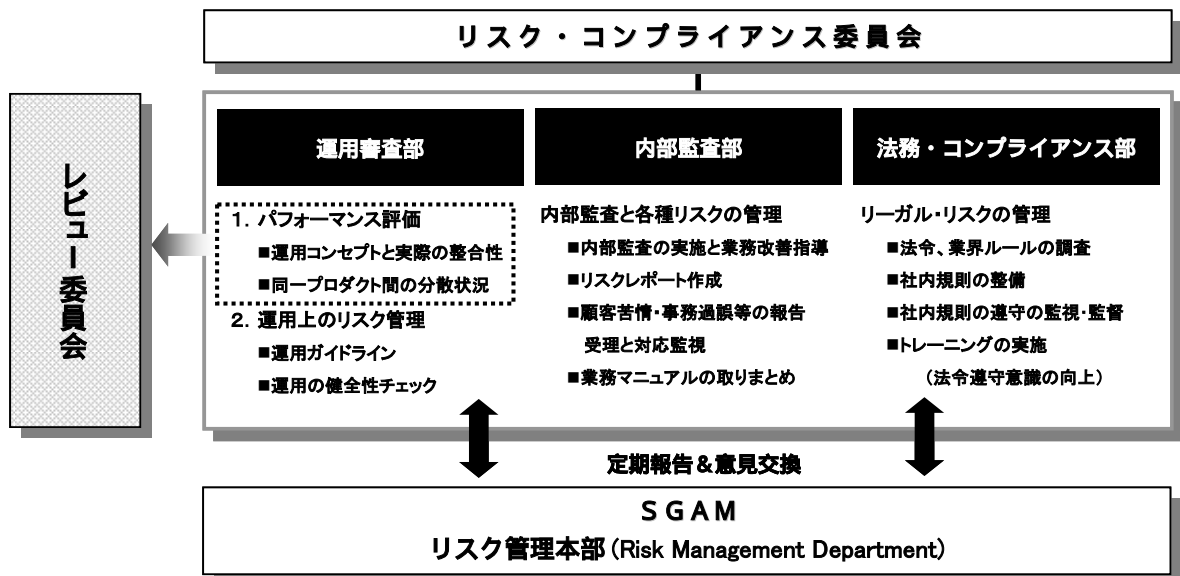 リスク・コンプライアンス委員会
レビュー委員会
運用審査部
1. パフォーマンス評価
■運用コンセプトと実際の整合性
■同一プロダクト間の分散状況
2. 運用上のリスク管理
■運用ガイドライン
■運用の健全性チェック
内部監査部
内部監査と各種リスクの管理
■内部監査の実施と業務改善指導
■リスクレポート作成
■顧客苦情・事務過誤等の報告
受理と対応監視
■業務マニュアルの取りまとめ
法務・コンプライアンス部
リーガル・リスクの管理
■法令、業界ルールの調査
■社内規則の整備
■社内規則の遵守の監視・監督
■トレーニングの実施
（法令遵守意識の向上）
定期報告＆意見交換
SGAM
リスク管理本部(Risk Management Department)